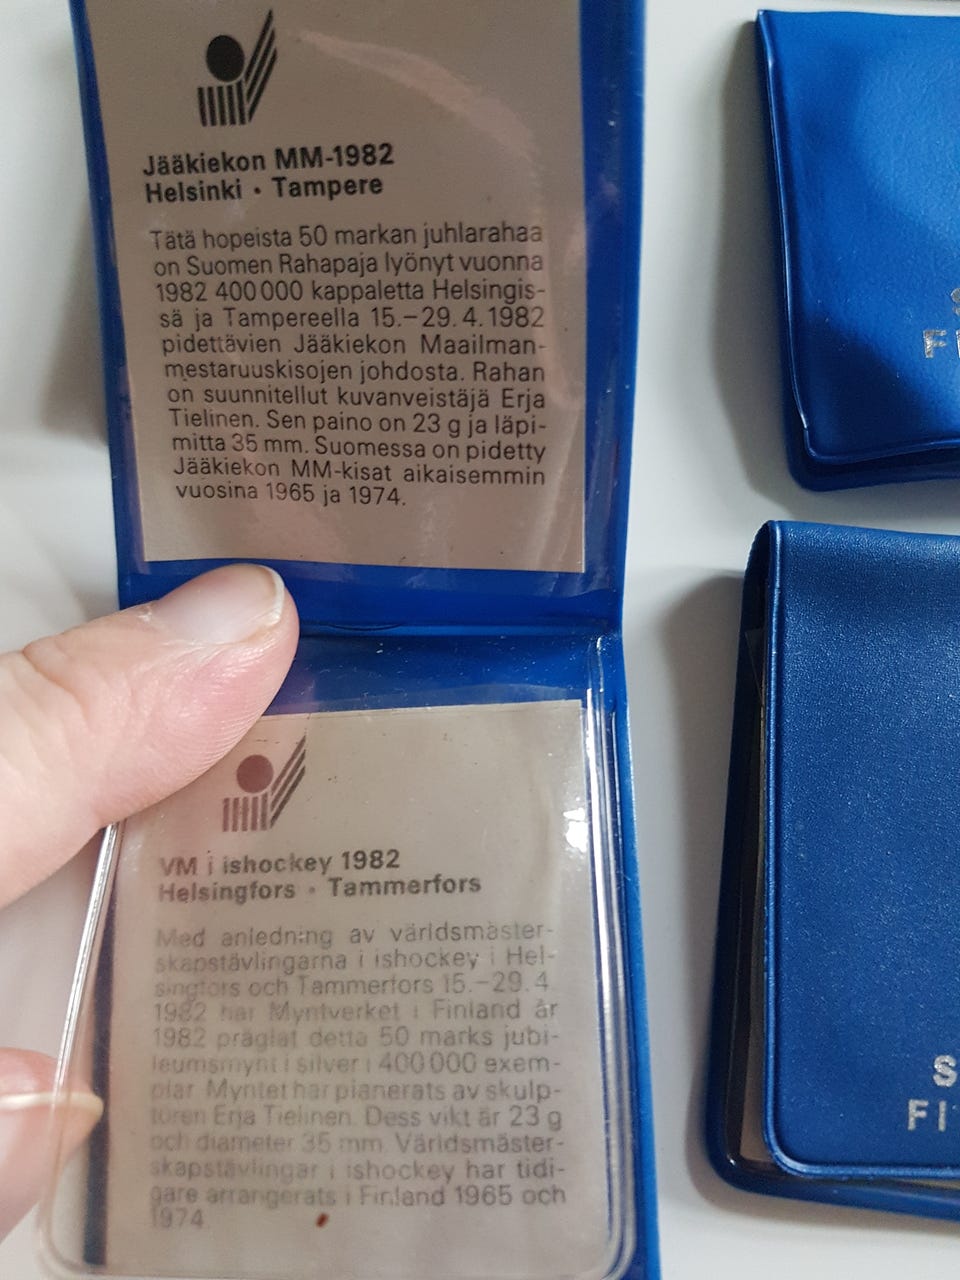 Jääkiekon MM-1982
Helsinki • Tampere
Tätä hopeista 50 markan juhlarahaa
on Suomen Rahapaja lyönyt vuonna
1982 400 000 kappaletta Helsingis-
sä ja Tampereella 15.–29.4.1982
pidettävien Jääkiekon Maailman-
mestaruuskisojen johdosta. Rahan
on suunnitellut kuvanveistäjä Erja
Tielinen. Sen paino on 23 g ja läpi-
mitta 35 mm. Suomessa on pidetty
Jääkiekon MM-kisat aikaisemmin
vuosina 1965 ja 1974.
VM i ishockey 1982
Helsingfors • Tammerfors
Med anledning av världsmäster-
skapstävlingarna i ishockey i Hel-
singfors och Tammerfors 15.–29.4
1982 har Myntverket i Finland år
1982 präglat detta 50 marks jubi-
leumsmynt i silver i 400 000 exem-
plar. Myntet har planerats av skulp-
tören Erja Tielinen. Dess vikt är 23 g
och diameter 35 mm. Världsmäster-
skapstävlingar i ishockey har tidi-
gare arrangerats i Finland 1965 och
1974.
F
S
FI